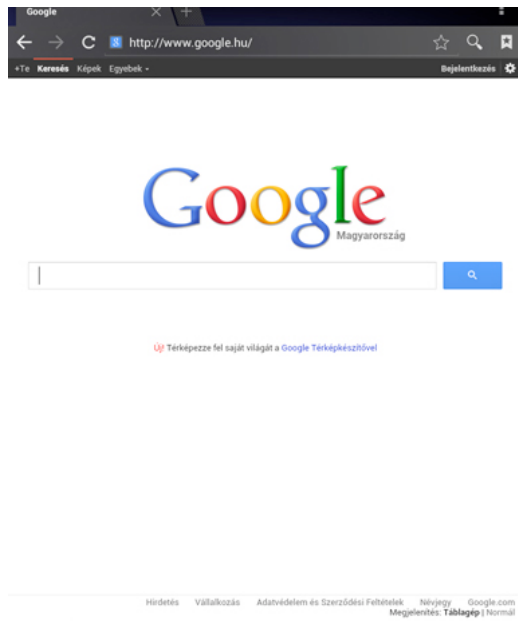 Google
http://www.google.hu/
+Te Keresés Képek Egyebek Bejelentkezés
Google
Magyarország
Új! Térképezze fel saját világát a Google Térképkészítővel
Hirdetés Vállalkozás Adatvédelem és Szerződési Feltételek Névjegy Google.com
Megjelenítés: Táblagép | Normál